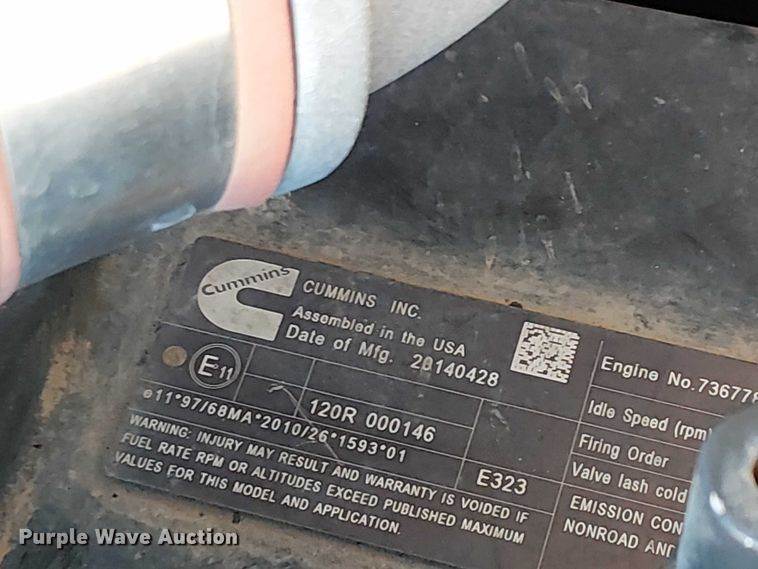 Cummins
CUMMINS INC.
Assembled in the USA
Date of Mfg. 20140428
E 11
120R 000146
e11*97/68MA*2010/26*1593*01
E323
WARNING: INJURY MAY RESULT AND WARRANTY IS VOIDED IF
FUEL RATE RPM OR ALTITUDES EXCEED PUBLISHED MAXIMUM
VALUES FOR THIS MODEL AND APPLICATION.
Engine No.736778
Idle Speed (rpm)
Firing Order
Valve lash cold
EMISSION CON
NONROAD AND
Purple Wave Auction